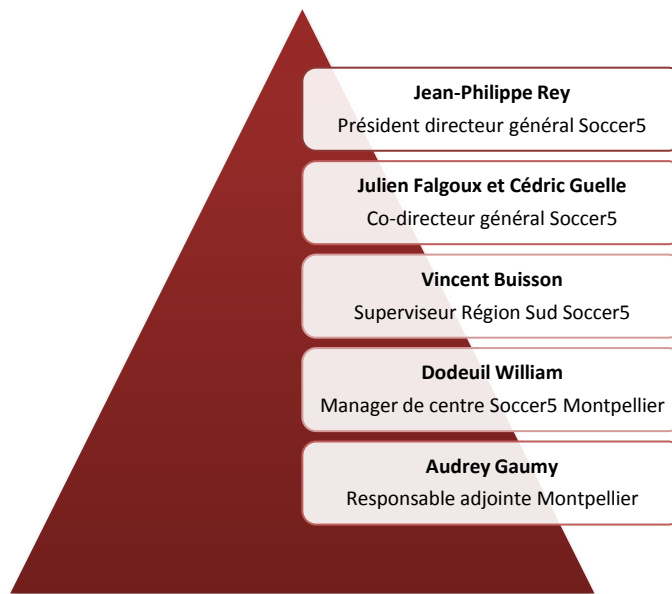 Jean-Philippe Rey
Président directeur général Soccer5
Julien Falgoux et Cédric Guelle
Co-directeur général Soccer5
Vincent Buisson
Superviseur Région Sud Soccer5
Dodeuil William
Manager de centre Soccer5 Montpellier
Audrey Gaumy
Responsable adjointe Montpellier